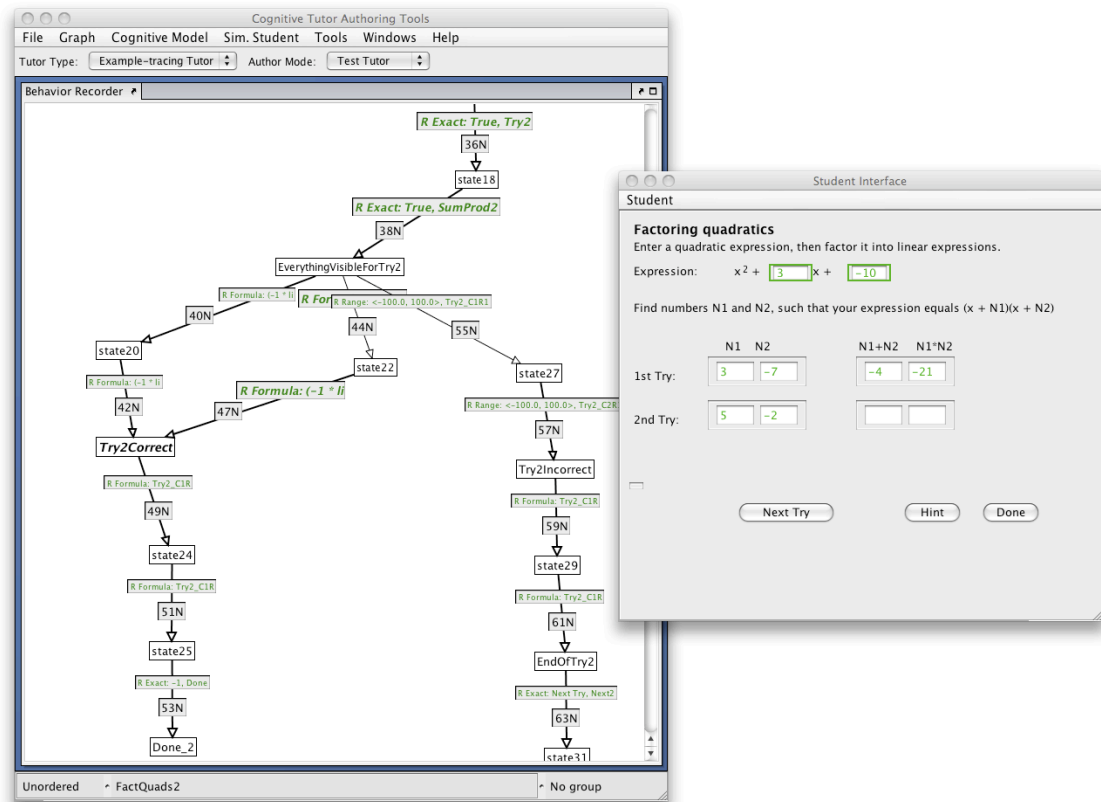 Cognitive Tutor Authoring Tools
File Graph Cognitive Model Sim. Student Tools Windows Help
Tutor Type: Example-tracing Tutor Author Mode: Test Tutor
Behavior Recorder
R Exact: True, Try2
36N
state18
R Exact: True, SumProd2
38N
EverythingVisibleForTry2
R Formula: (-1 * li
R For
R Range: <-100.0, 100.0>, Try2_C1R1
40N
44N
55N
state20
state22
state27
R Formula: (-1 * li
R Formula: (-1 * li
R Range: <-100.0, 100.0>, Try2_C2R
42N
47N
57N
Try2Correct
Try2Incorrect
R Formula: Try2_C1R
R Formula: Try2_C1R
49N
59N
state24
state29
R Formula: Try2_C1R
R Formula: Try2_C1R
51N
61N
state25
EndOfTry2
R Exact: -1, Done
R Exact: Next Try, Next2
53N
63N
Done_2
state31
Unordered FactQuads2 No group
Student Interface
Student
Factoring quadratics
Enter a quadratic expression, then factor it into linear expressions.
Expression: x² + 3 x + -10
Find numbers N1 and N2, such that your expression equals (x + N1)(x + N2)
N1 N2 N1+N2 N1*N2
1st Try: 3 -7 -4 -21
2nd Try: 5 -2
Next Try Hint Done